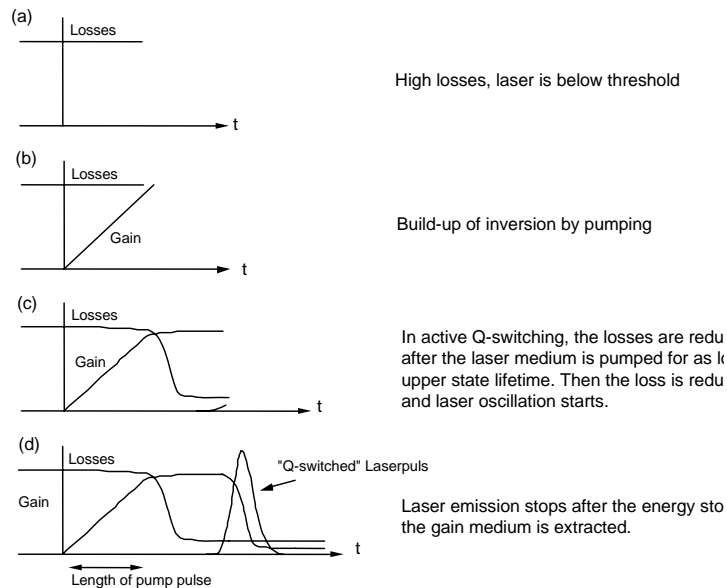 (a)
Losses
High losses, laser is below threshold
t
(b)
Losses
Gain
Build-up of inversion by pumping
t
(c)
Losses
Gain
In active Q-switching, the losses are redu
after the laser medium is pumped for as lo
upper state lifetime. Then the loss is redu
and laser oscillation starts.
t
(d)
Losses
"Q-switched" Laserpuls
Gain
Laser emission stops after the energy sto
the gain medium is extracted.
t
Length of pump pulse